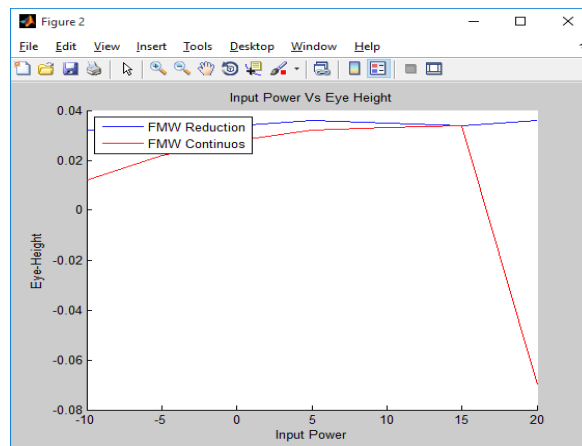 Figure 2
File Edit View Insert Tools Desktop Window Help
Input Power Vs Eye Height
FMW Reduction
FMW Continuos
0.04
0.02
0
-0.02
-0.04
-0.06
-0.08
Eye-Height
-10 -5 0 5 10 15 20
Input Power